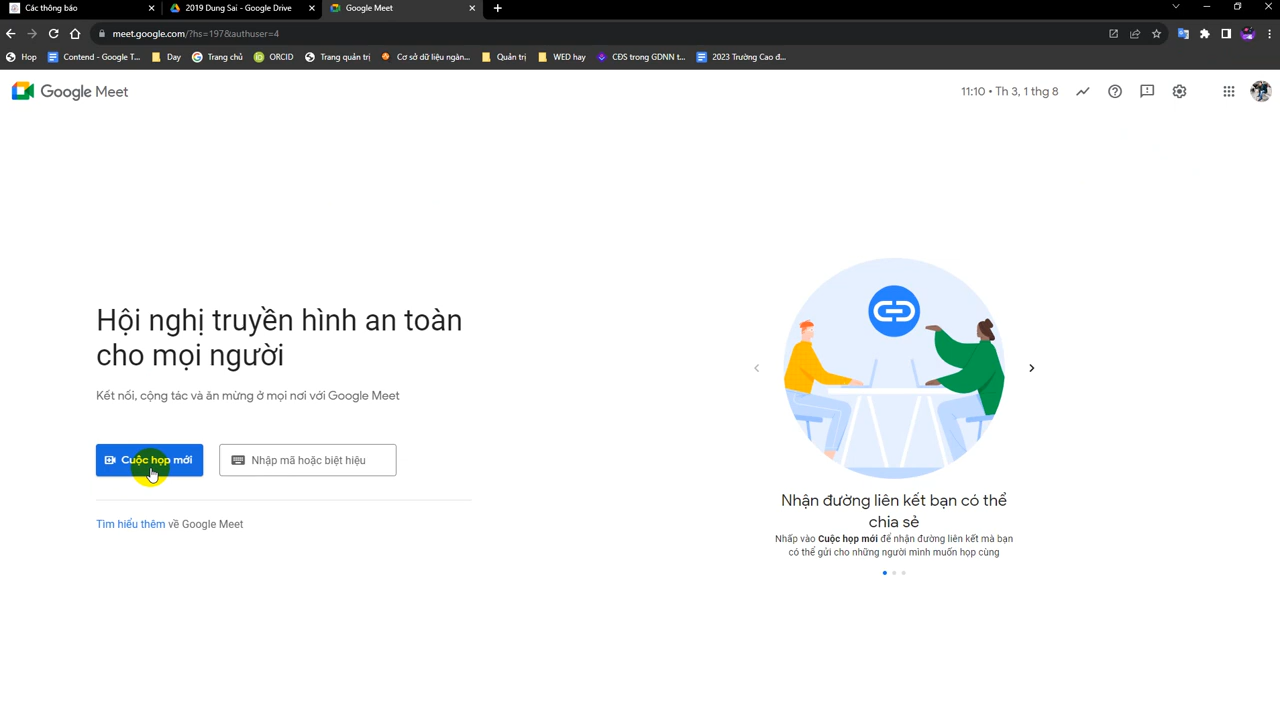 Các thông báo
2019 Dung Sai - Google Drive
Google Meet
meet.google.com/?hs=197&authuser=4
Hop
Contend - Google T...
Day
Trang chủ
ORCID
Trang quản trị
Cơ sở dữ liệu ngàn...
Quản trị
WED hay
CĐS trong GDNN t...
2023 Trường Cao đ...
Google Meet
11:10 • Th 3, 1 thg 8
Hội nghị truyền hình an toàn
cho mọi người
Kết nối, cộng tác và ăn mừng ở mọi nơi với Google Meet
Cuộc họp mới
Nhập mã hoặc biệt hiệu
Tìm hiểu thêm về Google Meet
Nhận đường liên kết bạn có thể
chia sẻ
Nhấp vào Cuộc họp mới để nhận đường liên kết mà bạn
có thể gửi cho những người mình muốn họp cùng